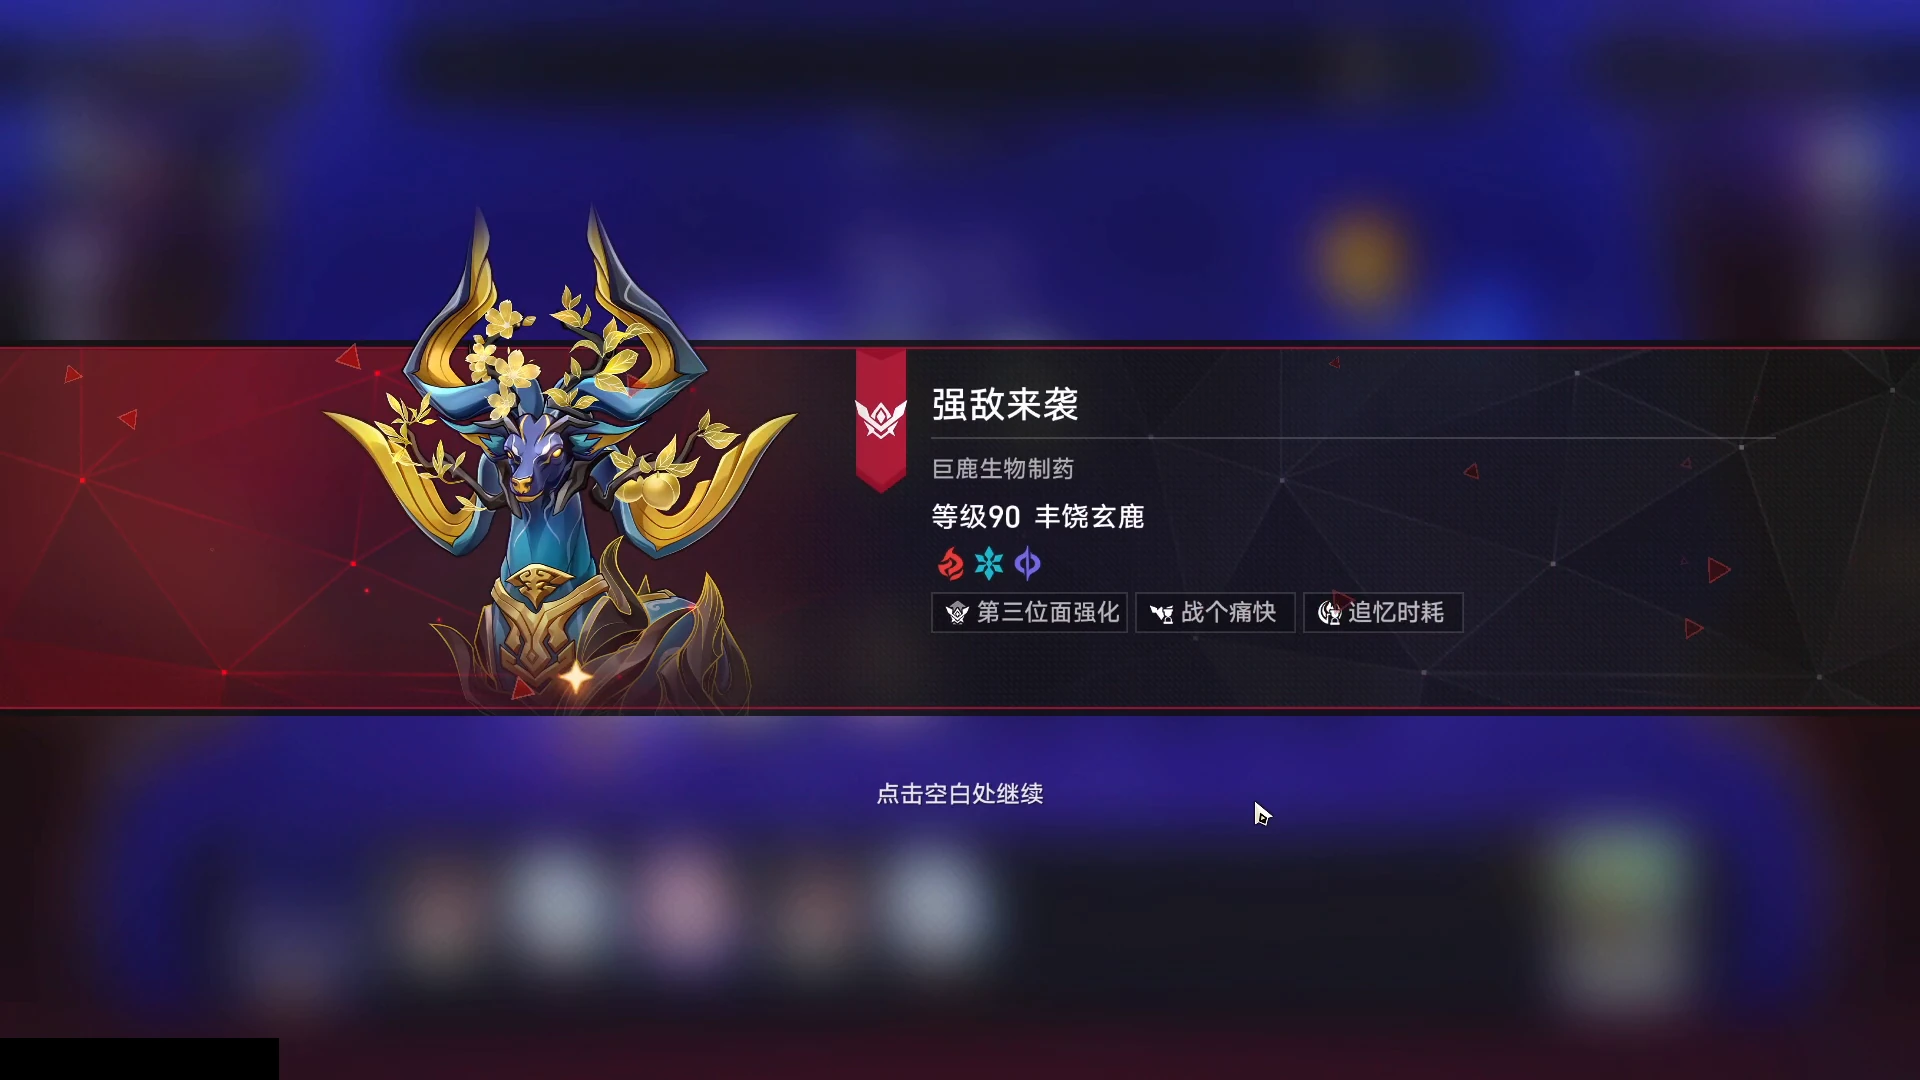 强敌来袭
巨鹿生物制药
等级90 丰饶玄鹿
第三位面强化 战个痛快 追忆时耗
点击空白处继续